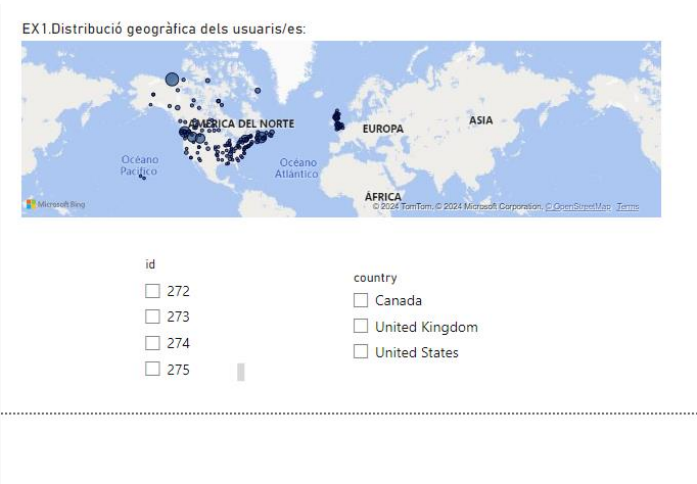 EX1.Distribució geogràfica dels usuaris/es:
AMÉRICA DEL NORTE
ASIA
EUROPA
Océano
Pacífico
Océano
Atlántico
ÁFRICA
Microsoft Bing
© 2024 TomTom, © 2024 Microsoft Corporation, © OpenStreetMap Terms
id
272
273
274
275
country
Canada
United Kingdom
United States